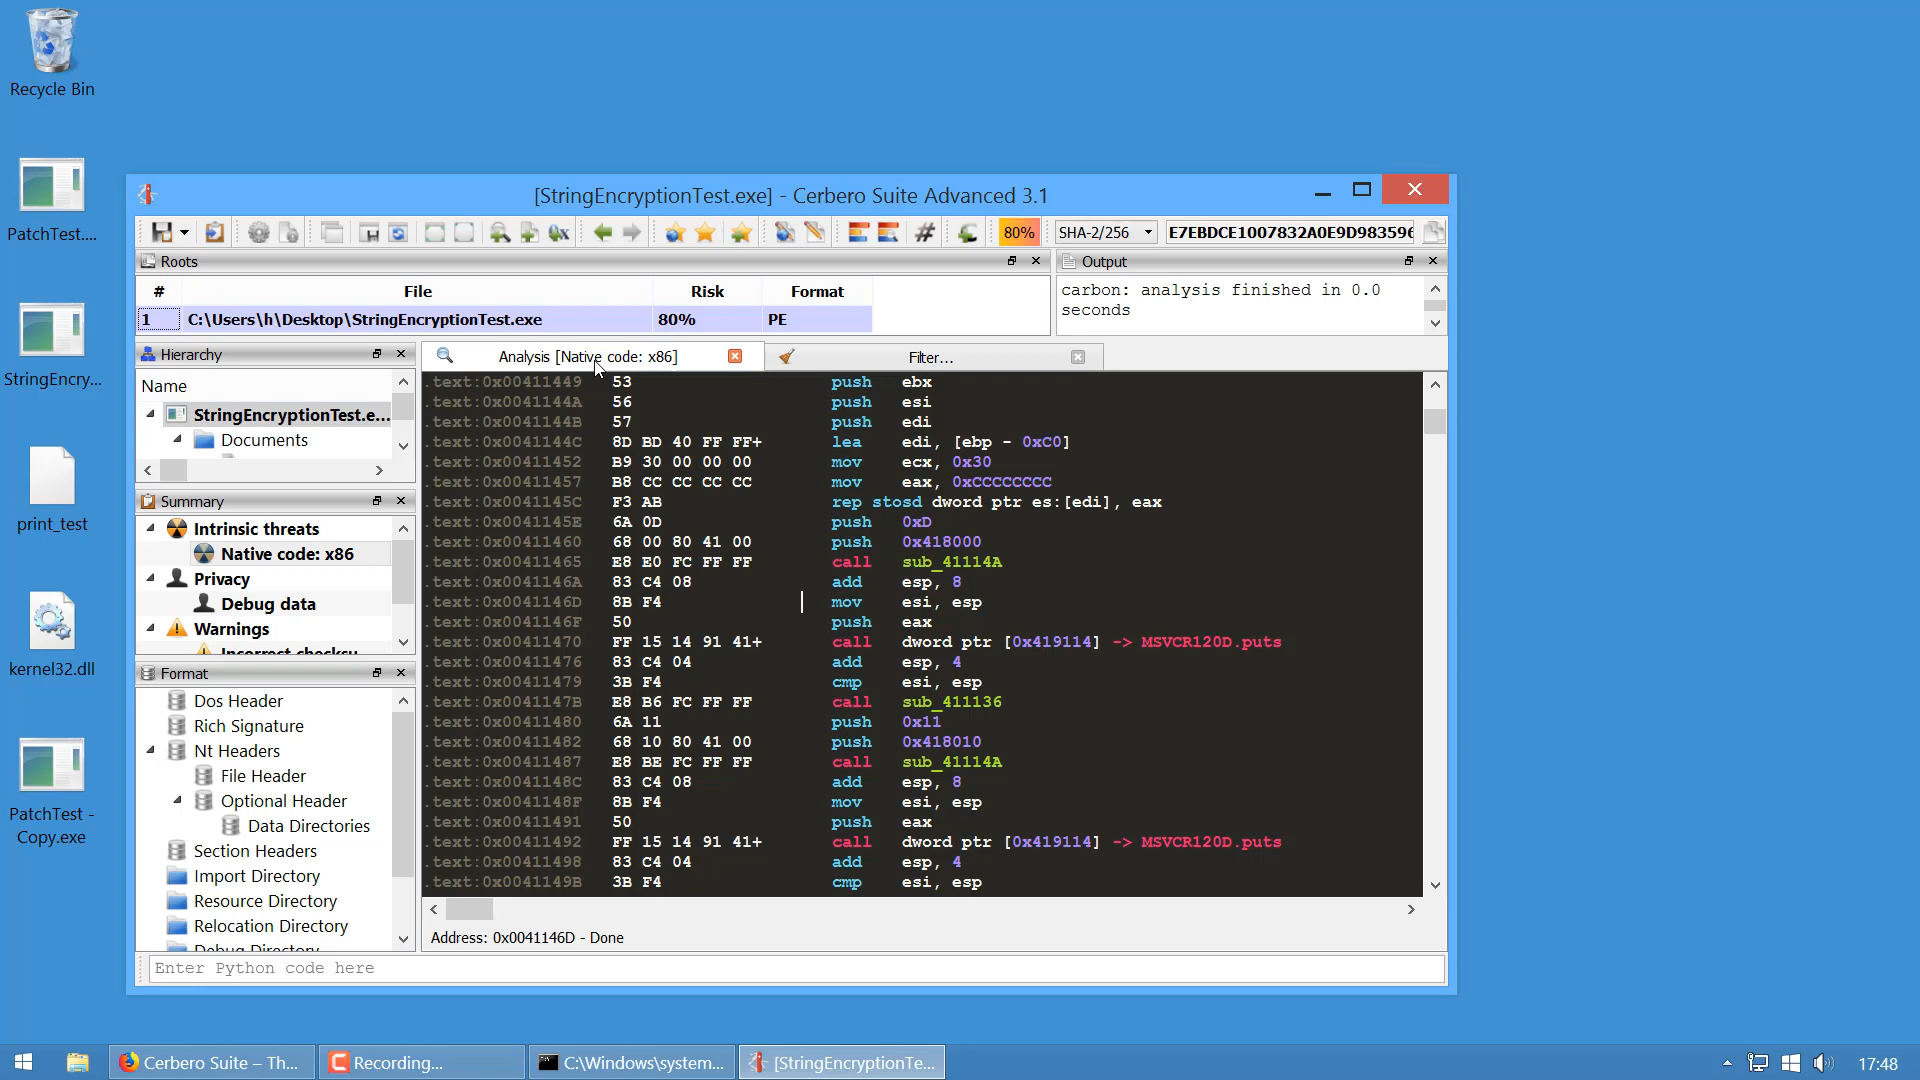 Recycle Bin
PatchTest....
StringEncry...
print_test
kernel32.dll
PatchTest -
Copy.exe
[StringEncryptionTest.exe] - Cerbero Suite Advanced 3.1
80%
SHA-2/256
E7EBDCE1007832A0E9D983596
Roots
# File Risk Format
1 C:\Users\h\Desktop\StringEncryptionTest.exe 80% PE
Output
carbon: analysis finished in 0.0
seconds
Hierarchy
Name
StringEncryptionTest.e...
Documents
Summary
Intrinsic threats
Native code: x86
Privacy
Debug data
Warnings
Incorrect checksu
Format
Dos Header
Rich Signature
Nt Headers
File Header
Optional Header
Data Directories
Section Headers
Import Directory
Resource Directory
Relocation Directory
Debug Directory
Analysis [Native code: x86]
Filter...
.text:0x00411449 53 push ebx
.text:0x0041144A 56 push esi
.text:0x0041144B 57 push edi
.text:0x0041144C 8D BD 40 FF FF+ lea edi, [ebp - 0xC0]
.text:0x00411452 B9 30 00 00 00 mov ecx, 0x30
.text:0x00411457 B8 CC CC CC CC mov eax, 0xCCCCCCCC
.text:0x0041145C F3 AB rep stosd dword ptr es:[edi], eax
.text:0x0041145E 6A 0D push 0xD
.text:0x00411460 68 00 80 41 00 push 0x418000
.text:0x00411465 E8 E0 FC FF FF call sub_41114A
.text:0x0041146A 83 C4 08 add esp, 8
.text:0x0041146D 8B F4 mov esi, esp
.text:0x0041146F 50 push eax
.text:0x00411470 FF 15 14 91 41+ call dword ptr [0x419114] -> MSVCR120D.puts
.text:0x00411476 83 C4 04 add esp, 4
.text:0x00411479 3B F4 cmp esi, esp
.text:0x0041147B E8 B6 FC FF FF call sub_411136
.text:0x00411480 6A 11 push 0x11
.text:0x00411482 68 10 80 41 00 push 0x418010
.text:0x00411487 E8 BE FC FF FF call sub_41114A
.text:0x0041148C 83 C4 08 add esp, 8
.text:0x0041148F 8B F4 mov esi, esp
.text:0x00411491 50 push eax
.text:0x00411492 FF 15 14 91 41+ call dword ptr [0x419114] -> MSVCR120D.puts
.text:0x00411498 83 C4 04 add esp, 4
.text:0x0041149B 3B F4 cmp esi, esp
Address: 0x0041146D - Done
Enter Python code here
Cerbero Suite – Th...
Recording...
C:\Windows\system...
[StringEncryptionTe...
17:48